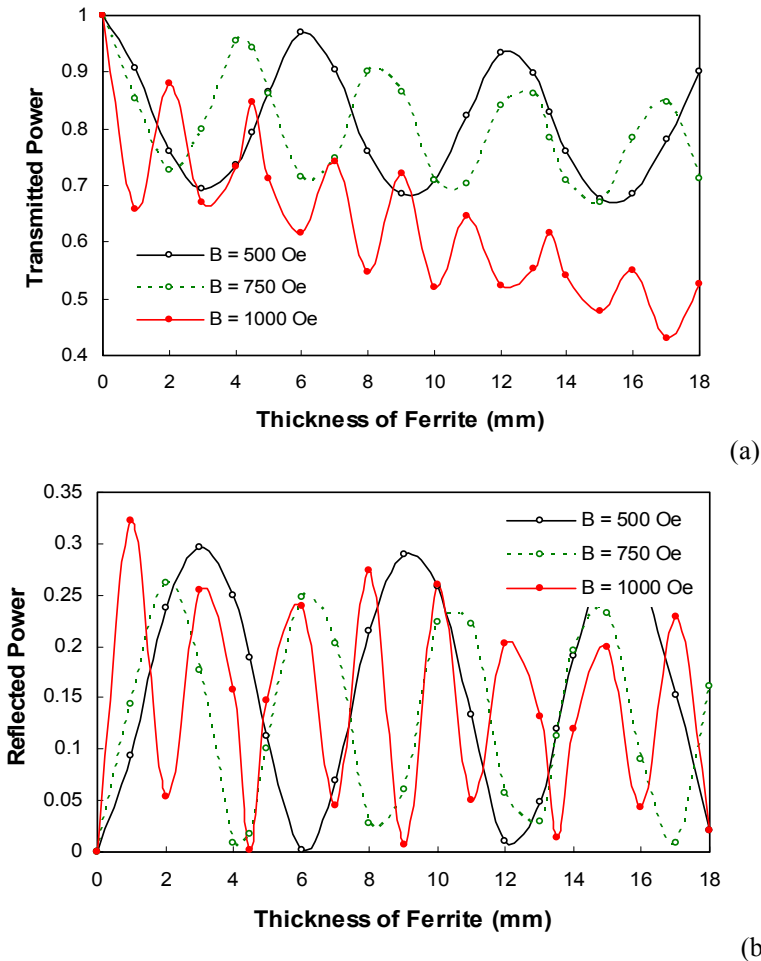 1
0.9
0.8
0.7
0.6
0.5
0.4
Transmitted Power
B = 500 Oe
B = 750 Oe
B = 1000 Oe
0 2 4 6 8 10 12 14 16 18
Thickness of Ferrite (mm)
(a)
0.35
0.3
0.25
0.2
0.15
0.1
0.05
0
Reflected Power
B = 500 Oe
B = 750 Oe
B = 1000 Oe
0 2 4 6 8 10 12 14 16 18
Thickness of Ferrite (mm)
(b